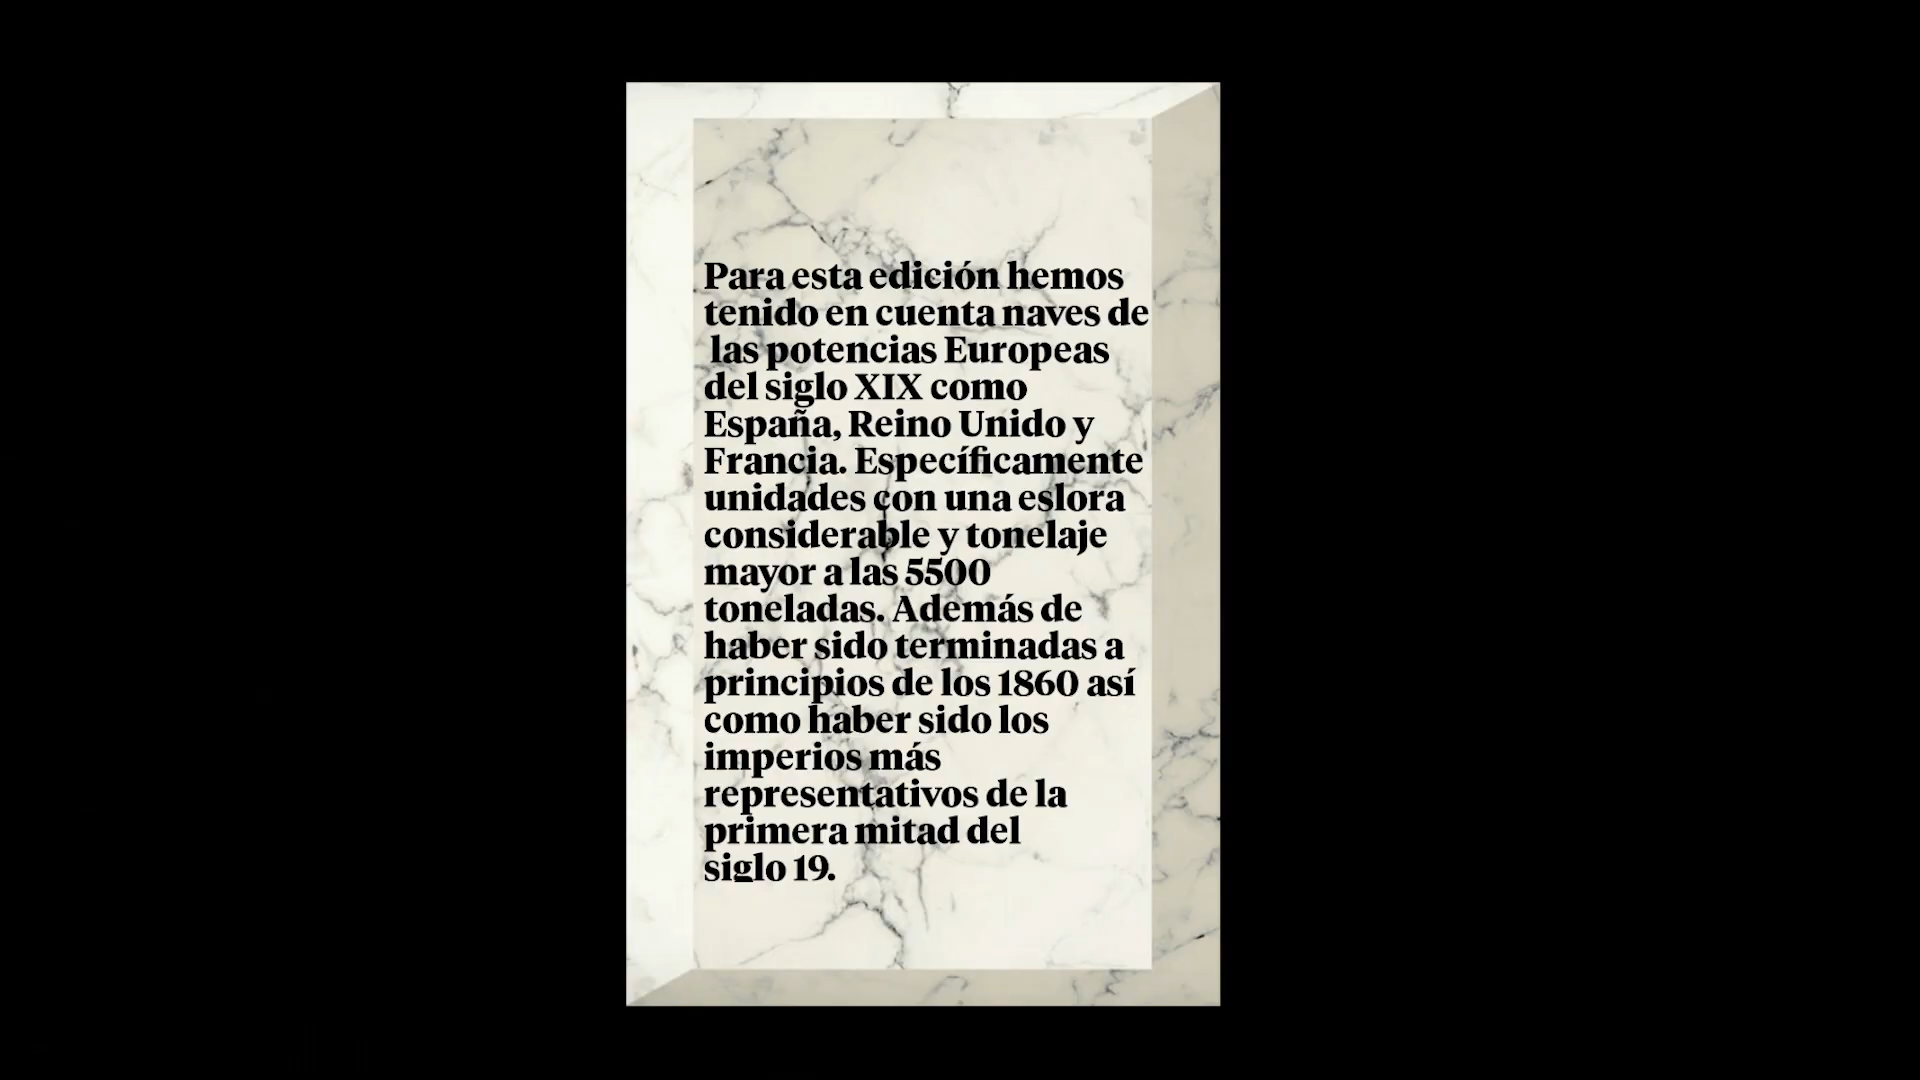 Para esta edición hemos
tenido en cuenta naves de
las potencias Europeas
del siglo XIX como
España, Reino Unido y
Francia. Específicamente
unidades con una eslora
considerable y tonelaje
mayor a las 5500
toneladas. Además de
haber sido terminadas a
principios de los 1860 así
como haber sido los
imperios más
representativos de la
primera mitad del
siglo 19.